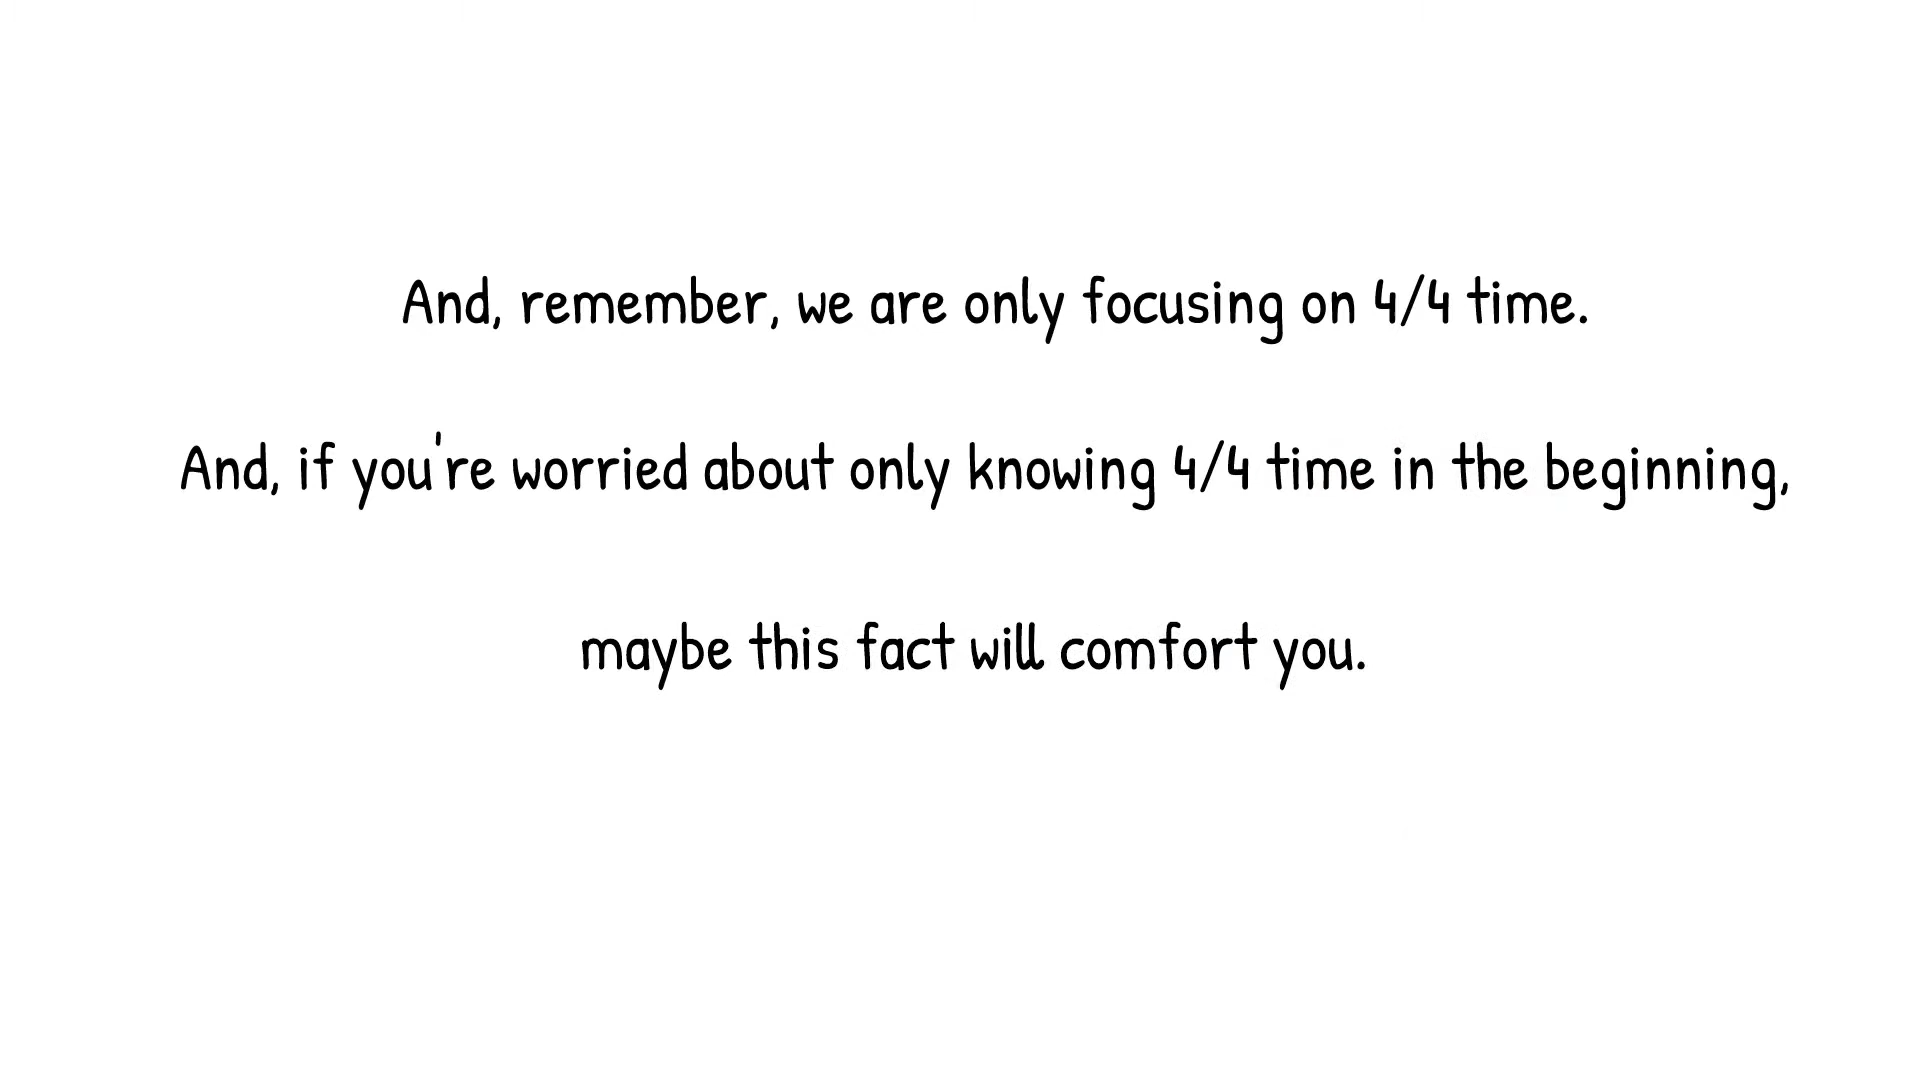 And, remember, we are only focusing on 4/4 time.
And, if you're worried about only knowing 4/4 time in the beginning,
maybe this fact will comfort you.